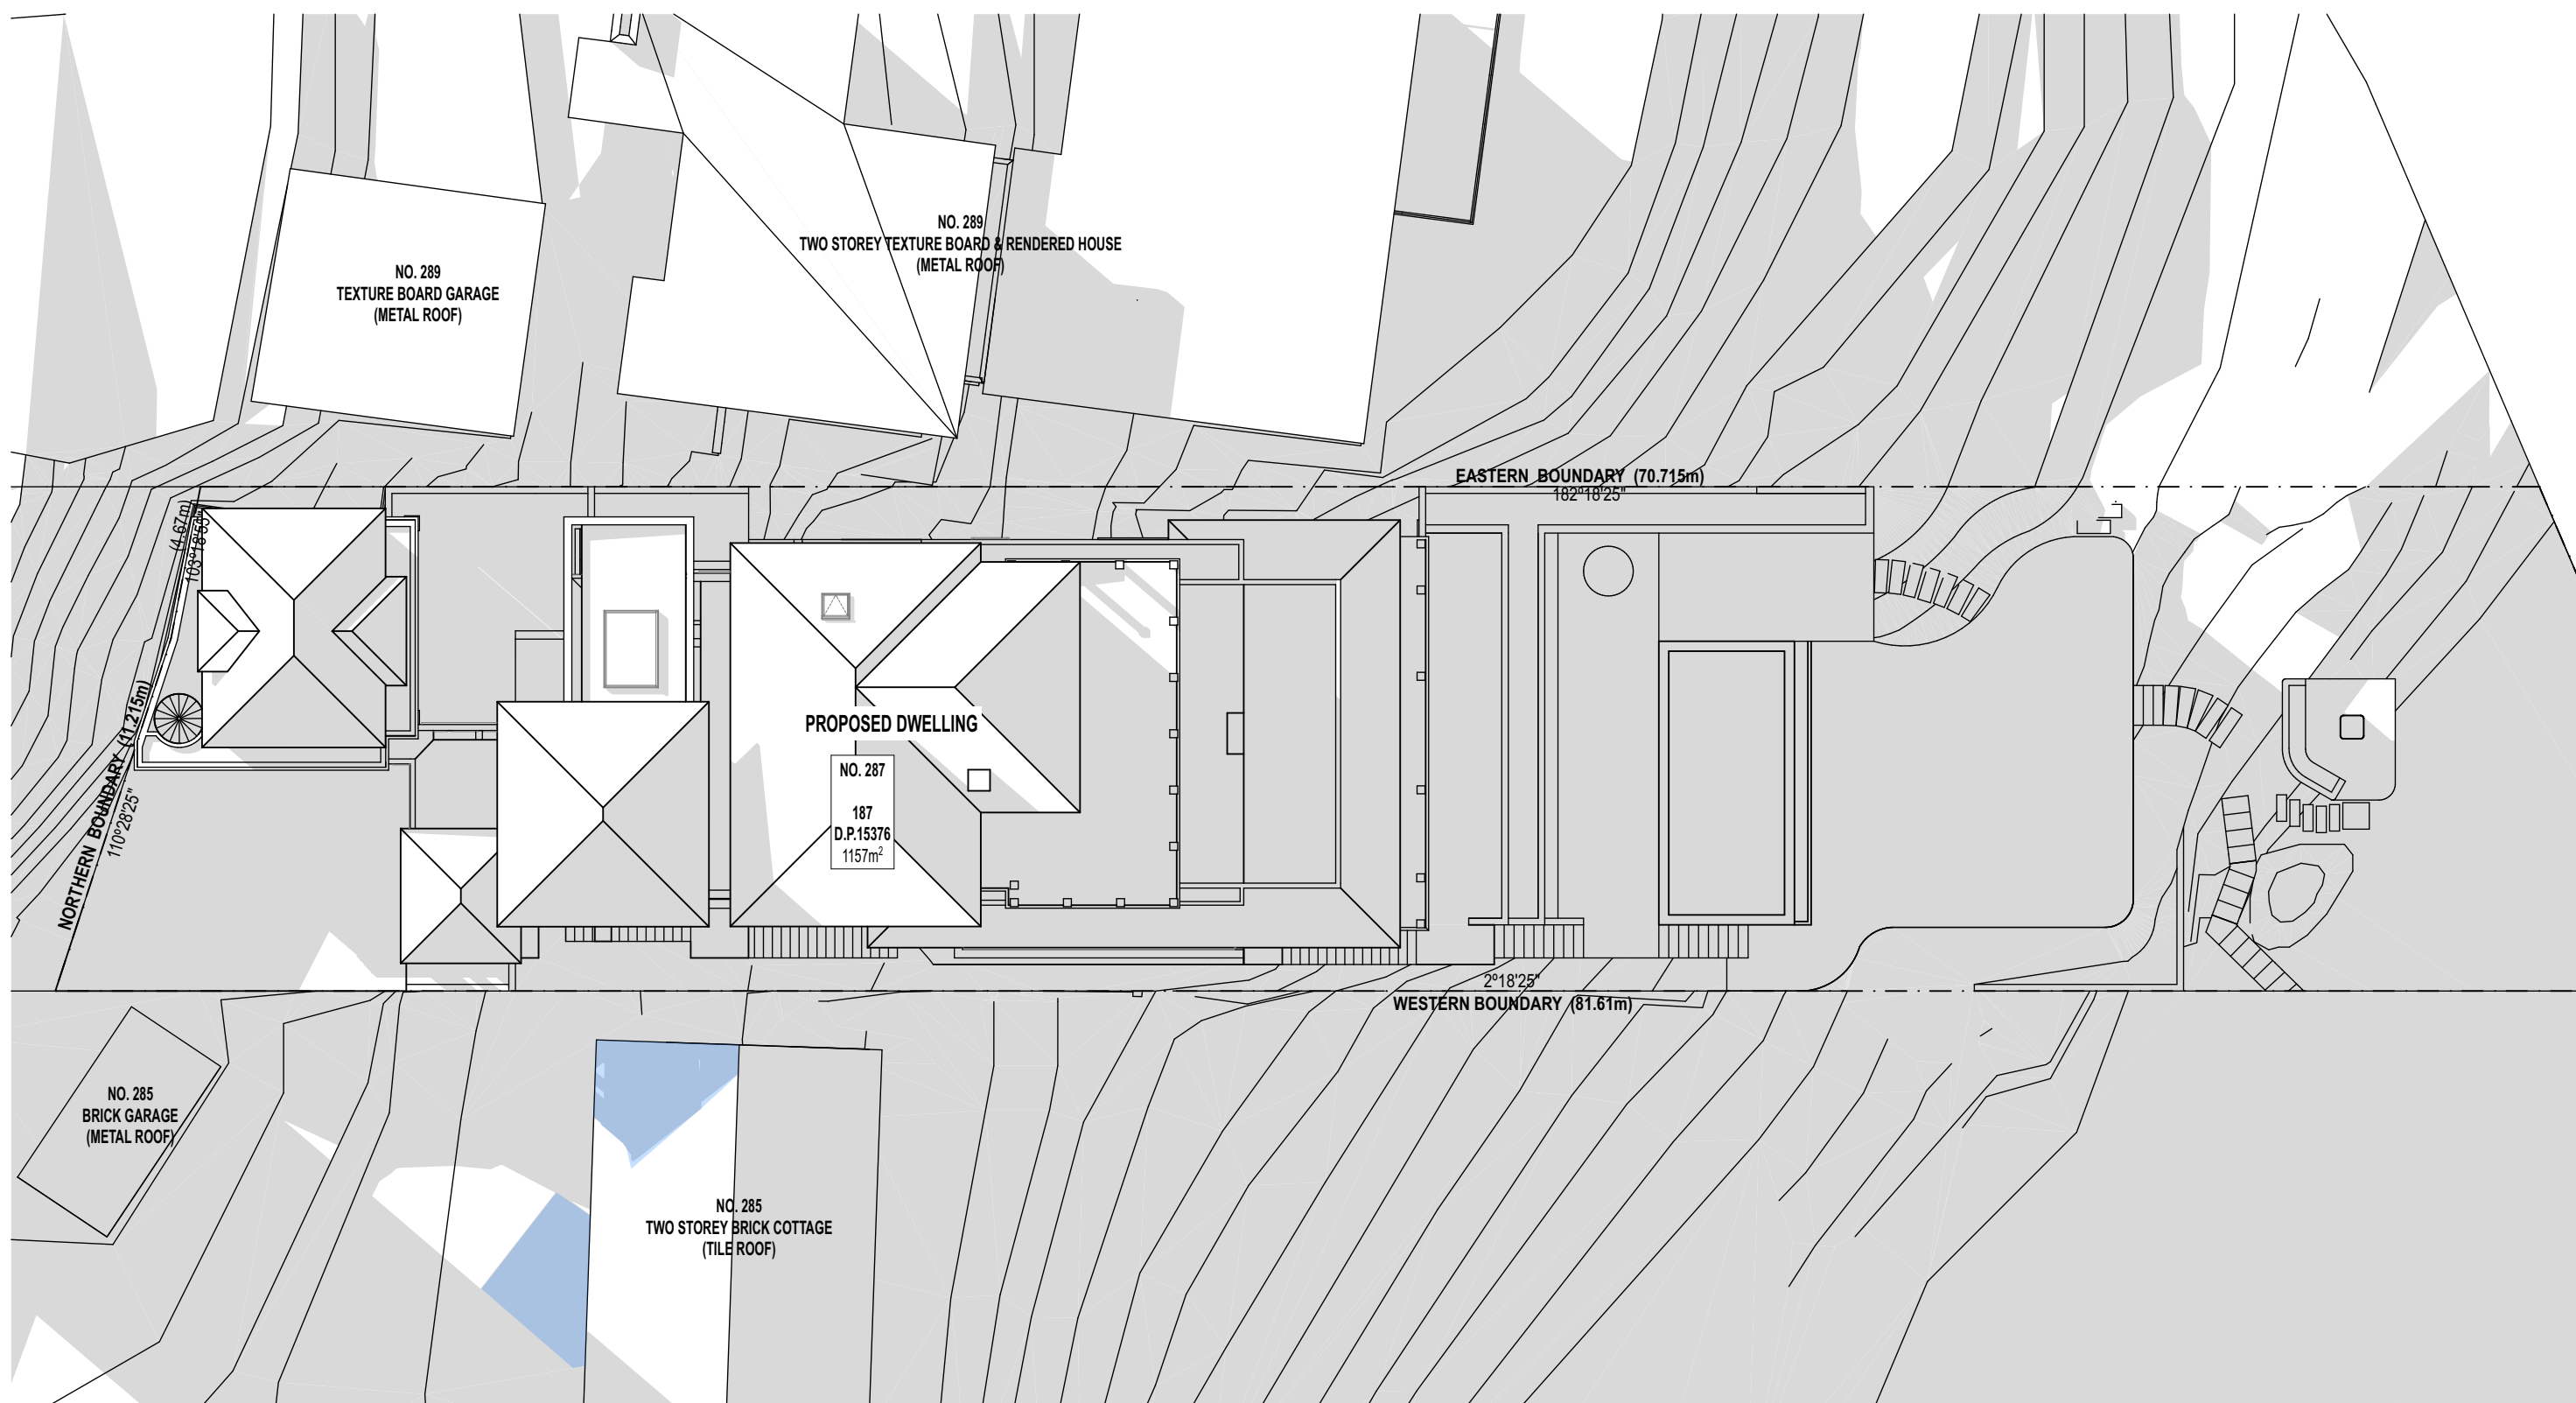 NO. 289
TWO STOREY TEXTURE BOARD & RENDERED HOUSE
(METAL ROOF)
NO. 289
TEXTURE BOARD GARAGE
(METAL ROOF)
EASTERN BOUNDARY (70.715m)
182°18'25"
(4.67m)
103°18'55"
NORTHERN BOUNDARY (11.215m)
110°28'25"
PROPOSED DWELLING
NO. 287
187
D.P.15376
1157m²
2°18'25"
WESTERN BOUNDARY (81.61m)
NO. 285
BRICK GARAGE
(METAL ROOF)
NO. 285
TWO STOREY BRICK COTTAGE
(TILE ROOF)